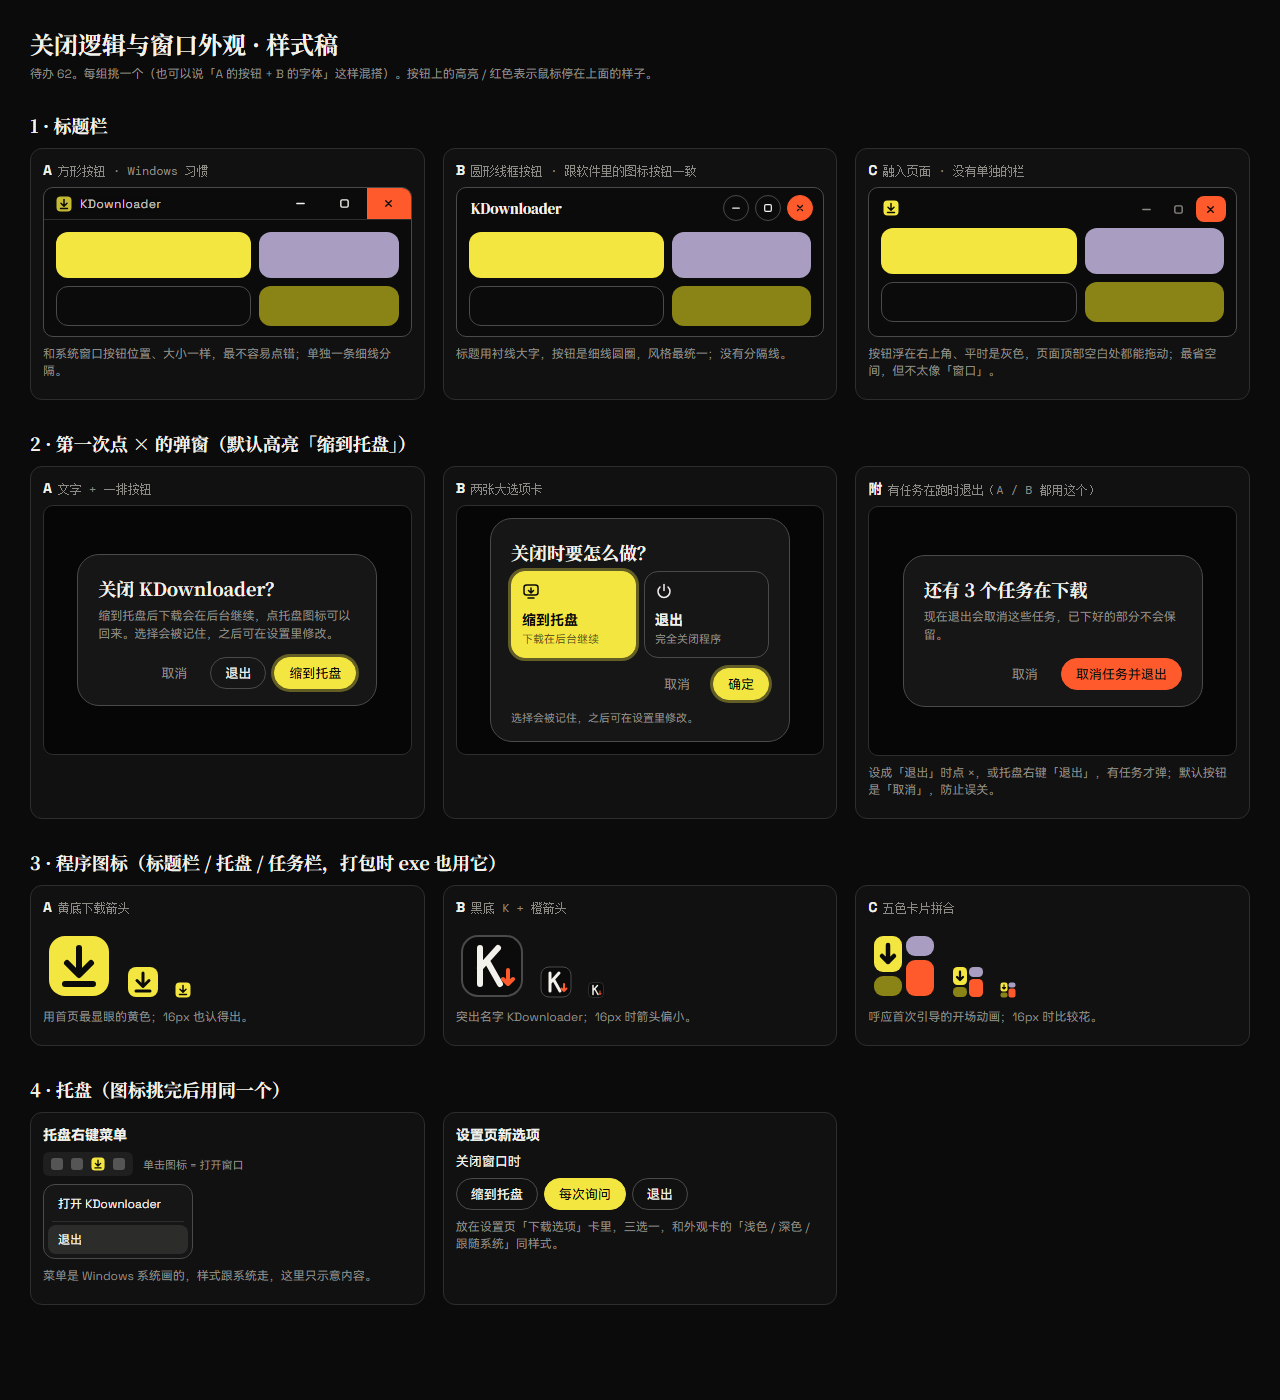 关闭逻辑与窗口外观 · 样式稿
待办 62。每组挑一个（也可以说「A 的按钮 + B 的字体」这样混搭）。按钮上的高亮 / 红色表示鼠标停在上面的样子。
1 · 标题栏
A 方形按钮 · Windows 习惯
KDownloader
和系统窗口按钮位置、大小一样，最不容易点错；单独一条细线分
隔。
B 圆形线框按钮 · 跟软件里的图标按钮一致
KDownloader
标题用衬线大字，按钮是细线圆圈，风格最统一；没有分隔线。
C 融入页面 · 没有单独的栏
按钮浮在右上角、平时是灰色，页面顶部空白处都能拖动；最省空
间，但不太像「窗口」。
2 · 第一次点 × 的弹窗（默认高亮「缩到托盘」）
A 文字 + 一排按钮
关闭 KDownloader？
缩到托盘后下载会在后台继续，点托盘图标可以
回来。选择会被记住，之后可在设置里修改。
取消 退出 缩到托盘
B 两张大选项卡
关闭时要怎么做？
缩到托盘 退出
下载在后台继续 完全关闭程序
取消 确定
选择会被记住，之后可在设置里修改。
附 有任务在跑时退出（A / B 都用这个）
还有 3 个任务在下载
现在退出会取消这些任务，已下好的部分不会保
留。
取消 取消任务并退出
设成「退出」时点 ×，或托盘右键「退出」，有任务才弹；默认按钮
是「取消」，防止误关。
3 · 程序图标（标题栏 / 托盘 / 任务栏，打包时 exe 也用它）
A 黄底下载箭头
用首页最显眼的黄色；16px 也认得出。
B 黑底 K + 橙箭头
K K K
突出名字 KDownloader；16px 时箭头偏小。
C 五色卡片拼合
呼应首次引导的开场动画；16px 时比较花。
4 · 托盘（图标挑完后用同一个）
托盘右键菜单
单击图标 = 打开窗口
打开 KDownloader
退出
菜单是 Windows 系统画的，样式跟系统走，这里只示意内容。
设置页新选项
关闭窗口时
缩到托盘 每次询问 退出
放在设置页「下载选项」卡里，三选一，和外观卡的「浅色 / 深色 /
跟随系统」同样式。